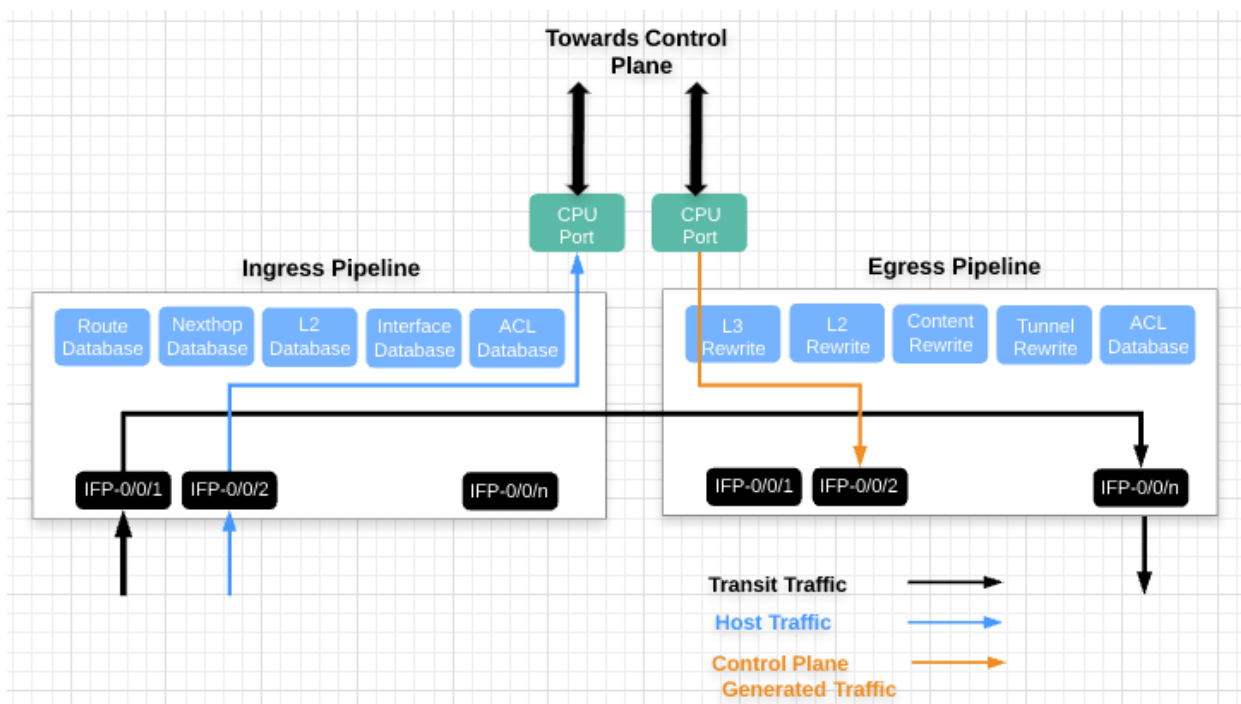 Towards Control
Plane
CPU
Port
CPU
Port
Ingress Pipeline
Egress Pipeline
Route
Database
Nexthop
Database
L2
Database
Interface
Database
ACL
Database
L3
Rewrite
L2
Rewrite
Content
Rewrite
Tunnel
Rewrite
ACL
Database
IFP-0/0/1
IFP-0/0/2
IFP-0/0/n
IFP-0/0/1
IFP-0/0/2
IFP-0/0/n
Transit Traffic
Host Traffic
Control Plane
Generated Traffic